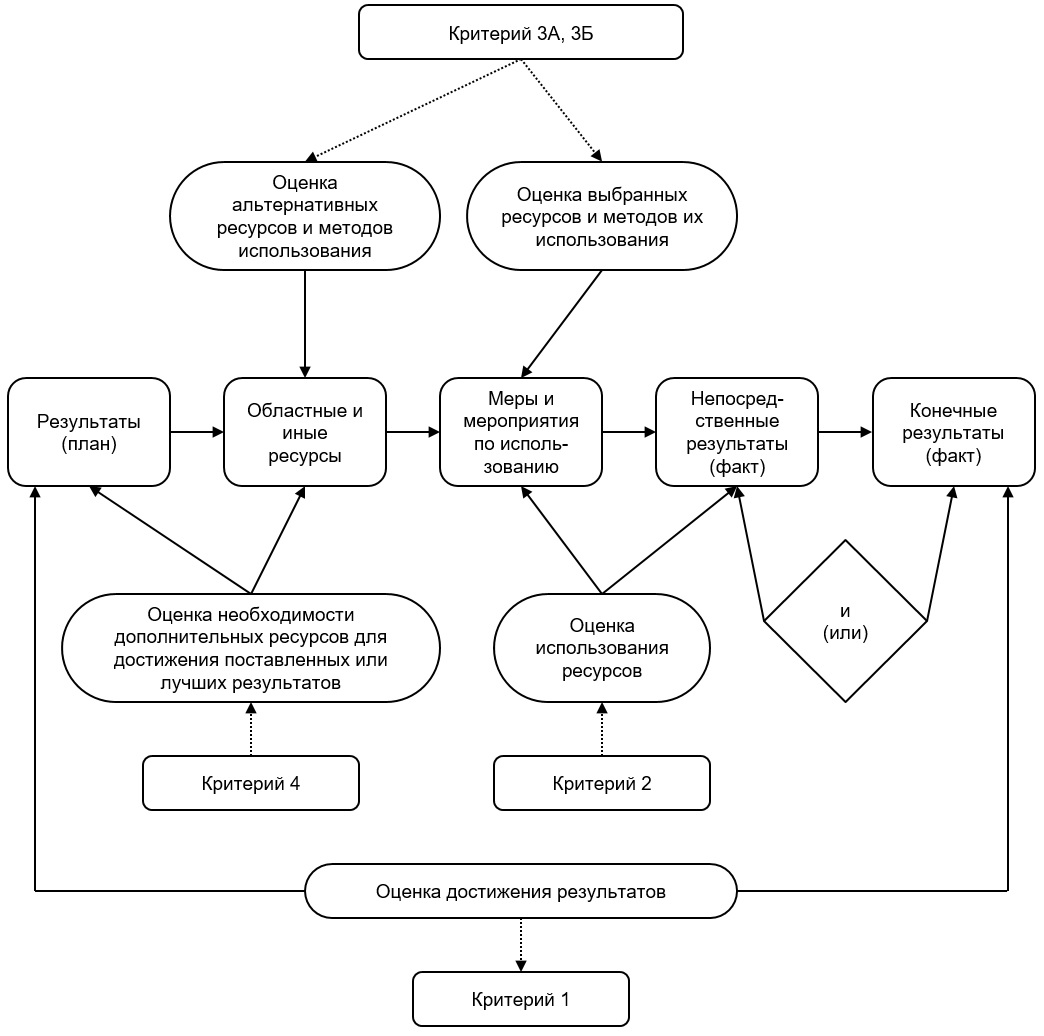 Критерий 3А, 3Б
Оценка
альтернативных
ресурсов и методов
использования
Оценка выбранных
ресурсов и методов их
использования
Результаты
(план)
Областные и
иные
ресурсы
Меры и
мероприятия
по исполь-
зованию
Непосред-
ственные
результаты
(факт)
Конечные
результаты
(факт)
Оценка необходимости
дополнительных ресурсов для
достижения поставленных или
лучших результатов
Оценка
использования
ресурсов
и
(или)
Критерий 4
Критерий 2
Оценка достижения результатов
Критерий 1